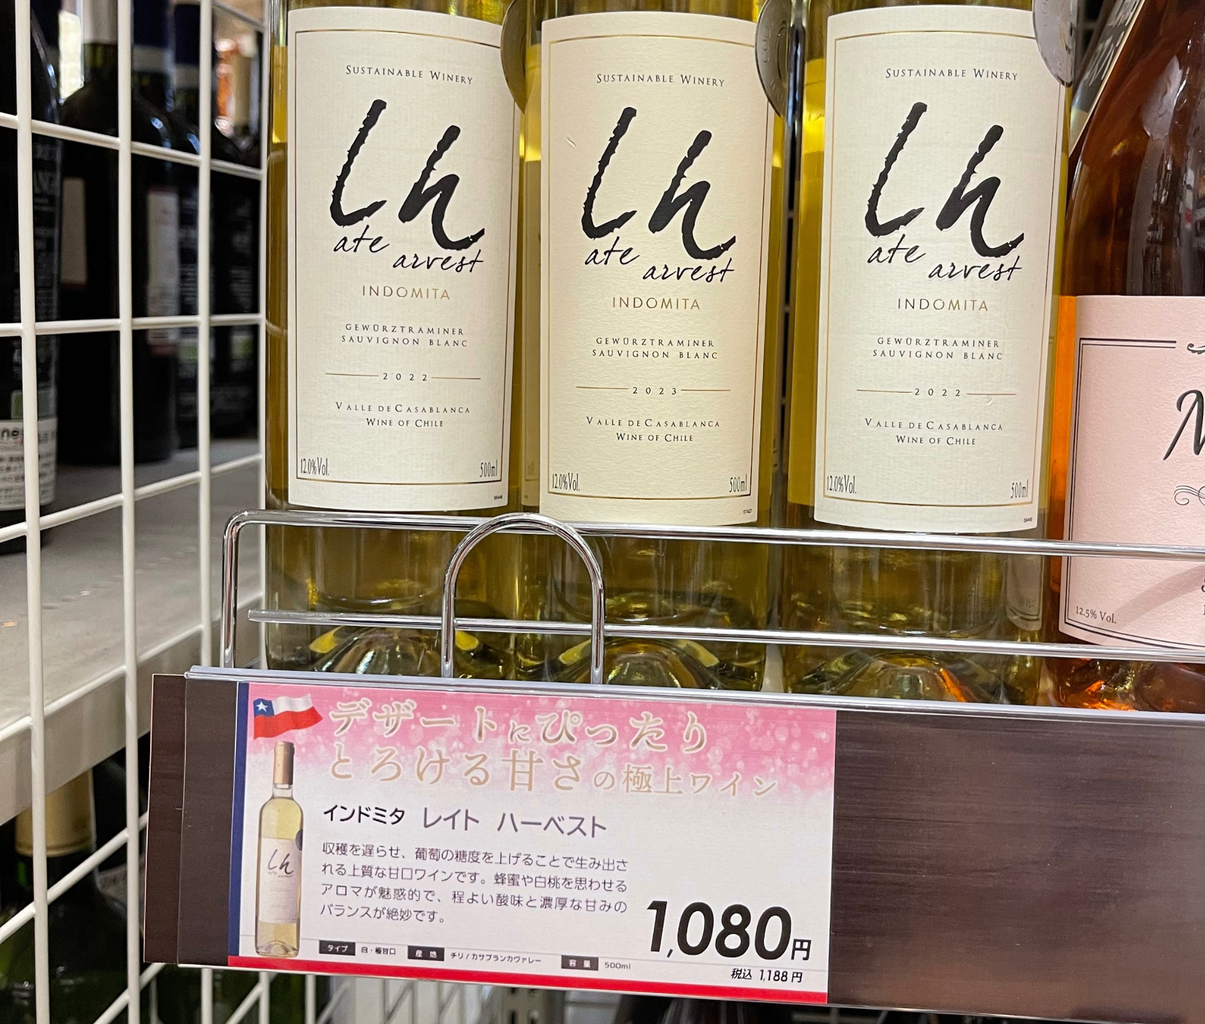 SUSTAINABLE WINERY
Lh
ate arvest
INDOMITA
GEWÜRZTRAMINER
SAUVIGNON BLANC
2022
VALLE DE CASABLANCA
WINE OF CHILE
12.0%Vol.
500ml
SUSTAINABLE WINERY
Lh
ate arvest
INDOMITA
GEWÜRZTRAMINER
SAUVIGNON BLANC
2023
VALLE DE CASABLANCA
WINE OF CHILE
12.0%Vol.
500ml
SUSTAINABLE WINERY
Lh
ate arvest
INDOMITA
GEWÜRZTRAMINER
SAUVIGNON BLANC
2022
VALLE DE CASABLANCA
WINE OF CHILE
12.0%Vol.
500ml
M
12.5% Vol.
デザートにぴったり
とろける甘さの極上ワイン
インドミタ レイト ハーベスト
収穫を遅らせ、葡萄の糖度を上げることで生み出さ
れる上質な甘口ワインです。蜂蜜や白桃を思わせる
アロマが魅惑的で、程よい酸味と濃厚な甘みの
バランスが絶妙です。
Lh
ate arvest
1,080円
税込 1,188円
タイプ 白・極甘口 産地 チリ/カサブランカヴァレー 容量 500ml